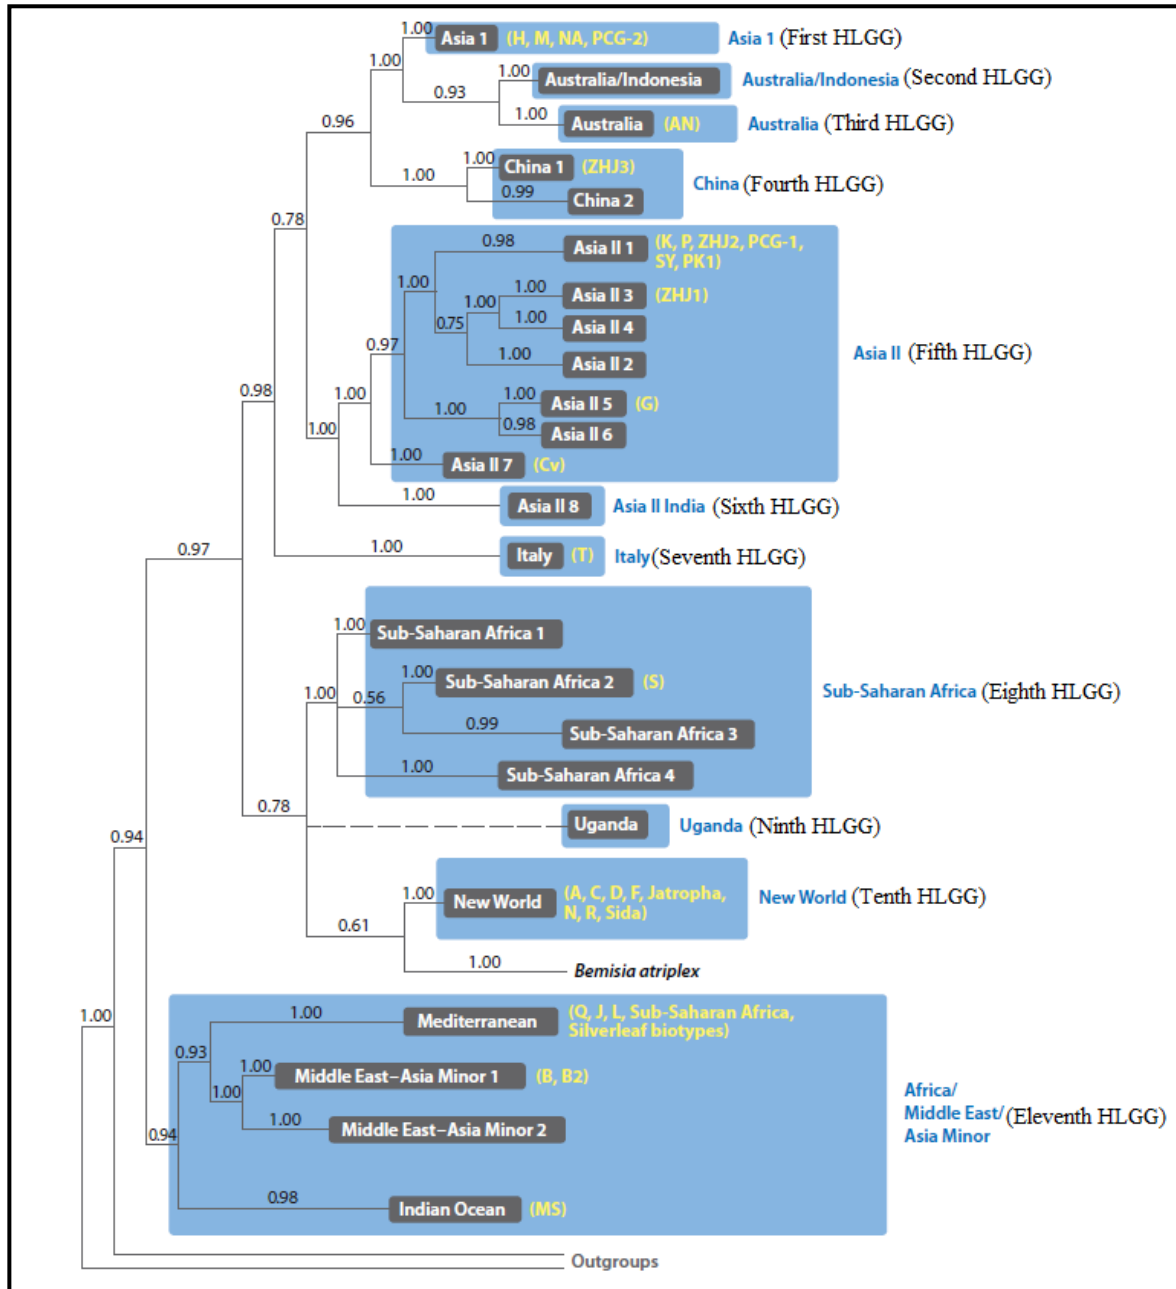 1.00
Asia 1 (H, M, NA, PCG-2) Asia 1 (First HLGG)
1.00
1.00
Australia/Indonesia Australia/Indonesia (Second HLGG)
0.93
1.00
Australia (AN) Australia (Third HLGG)
0.96
1.00
China 1 (ZHJ3)
1.00
China (Fourth HLGG)
0.99
China 2
0.78
0.98
Asia II 1 (K, P, ZHJ2, PCG-1,
SY, PK1)
1.00
1.00
Asia II 3 (ZHJ1)
1.00
0.75
1.00
Asia II 4
0.97
1.00
Asia II 2
Asia II (Fifth HLGG)
0.98
1.00
1.00
Asia II 5 (G)
1.00
1.00
0.98
Asia II 6
1.00
Asia II 7 (Cv)
1.00
Asia II 8 Asia II India (Sixth HLGG)
0.97
1.00
Italy (T) Italy (Seventh HLGG)
1.00
Sub-Saharan Africa 1
1.00
Sub-Saharan Africa 2 (S)
1.00
0.56
Sub-Saharan Africa (Eighth HLGG)
0.99
Sub-Saharan Africa 3
1.00
Sub-Saharan Africa 4
0.78
Uganda Uganda (Ninth HLGG)
0.94
1.00
New World (A, C, D, F, Jatropha,
N, R, Sida)
New World (Tenth HLGG)
0.61
1.00
Bemisia atriplex
1.00
1.00
Mediterranean (Q, J, L, Sub-Saharan Africa,
Silverleaf biotypes)
0.93
1.00
Middle East–Asia Minor 1 (B, B2)
1.00
1.00
Middle East–Asia Minor 2
Africa/
Middle East/ (Eleventh HLGG)
Asia Minor
0.94
0.98
Indian Ocean (MS)
Outgroups